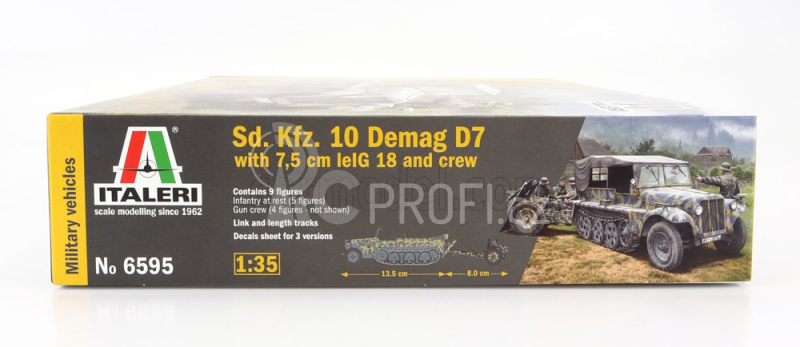 Military vehicles
ITALERI
scale modelling since 1962
No 6595
Sd. Kfz. 10 Demag D7
with 7,5 cm leIG 18 and crew
Contains 9 figures
Infantry at rest (5 figures)
Gun crew (4 figures - not shown)
Link and length tracks
Decals sheet for 3 versions
1:35
13.5 cm
8.0 cm
RCPROFI